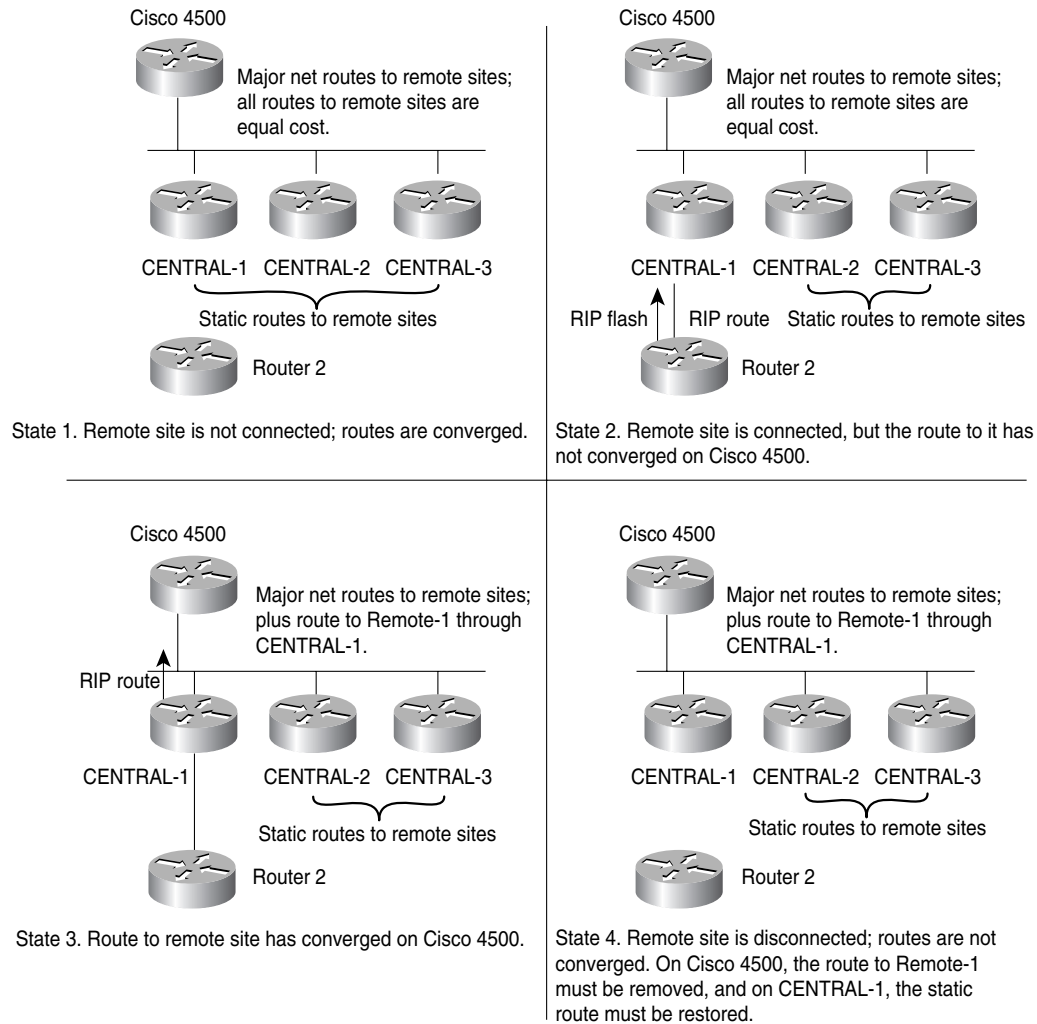 Cisco 4500
Major net routes to remote sites;
all routes to remote sites are
equal cost.
CENTRAL-1 CENTRAL-2 CENTRAL-3
Static routes to remote sites
Router 2
State 1. Remote site is not connected; routes are converged.
Cisco 4500
Major net routes to remote sites;
all routes to remote sites are
equal cost.
CENTRAL-1 CENTRAL-2 CENTRAL-3
RIP flash RIP route Static routes to remote sites
Router 2
State 2. Remote site is connected, but the route to it has
not converged on Cisco 4500.
Cisco 4500
Major net routes to remote sites;
plus route to Remote-1 through
CENTRAL-1.
RIP route
CENTRAL-1 CENTRAL-2 CENTRAL-3
Static routes to remote sites
Router 2
State 3. Route to remote site has converged on Cisco 4500.
Cisco 4500
Major net routes to remote sites;
plus route to Remote-1 through
CENTRAL-1.
CENTRAL-1 CENTRAL-2 CENTRAL-3
Static routes to remote sites
Router 2
State 4. Remote site is disconnected; routes are not
converged. On Cisco 4500, the route to Remote-1
must be removed, and on CENTRAL-1, the static
route must be restored.